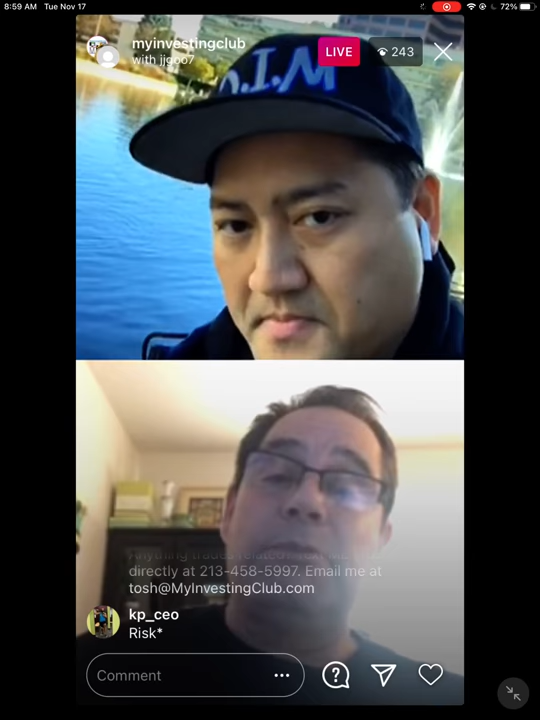 8:59 AM Tue Nov 17
72%
myinvestingclub
with jjgoo7
LIVE
243
directly at 213-458-5997. Email me at
tosh@MyInvestingClub.com
kp_ceo
Risk*
Comment